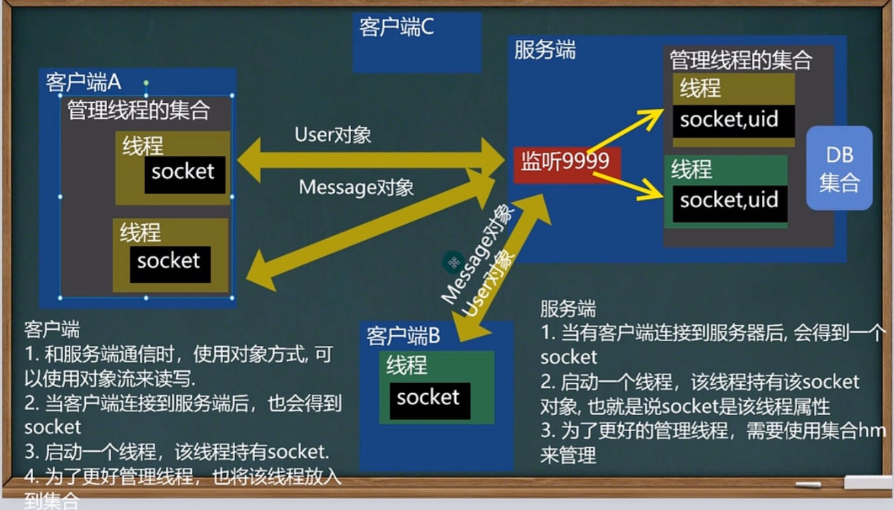 客户端C
服务端
管理线程的集合
线程
socket,uid
监听9999
线程
socket,uid
DB
集合
客户端A
管理线程的集合
线程
socket
线程
socket
User对象
Message对象
Message对象
User对象
客户端B
线程
socket
客户端
1. 和服务端通信时，使用对象方式, 可
以使用对象流来读写.
2. 当客户端连接到服务端后，也会得到
socket
3. 启动一个线程，该线程持有socket.
4. 为了更好管理线程，也将该线程放入
到集合
服务端
1. 当有客户端连接到服务器后, 会得到一个
socket
2. 启动一个线程，该线程持有该socket
对象, 也就是说socket是该线程属性
3. 为了更好的管理线程，需要使用集合hm
来管理